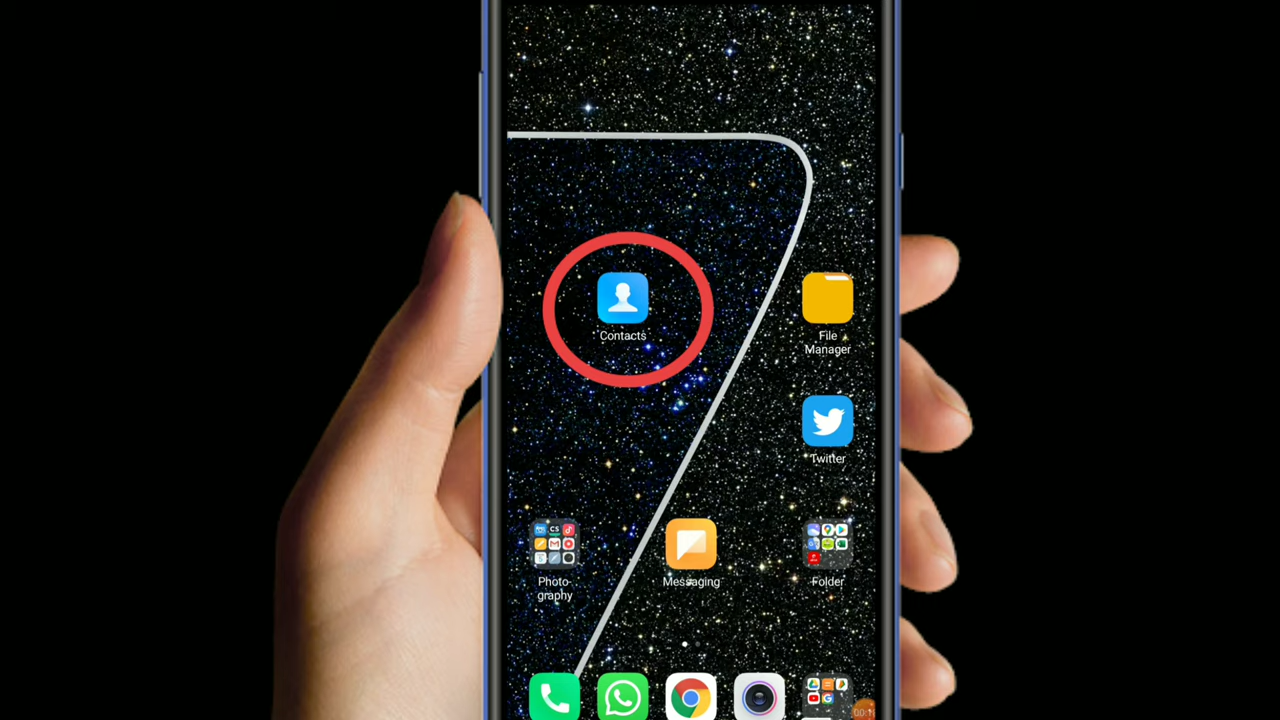 Contacts
File
Manager
Twitter
Photo-
graphy
Messaging
Folder